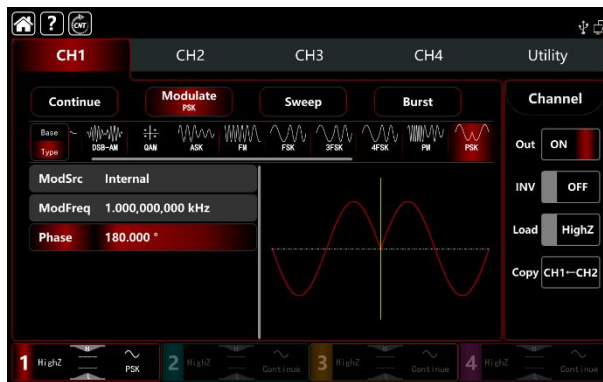 ? CNT
CH1 CH2 CH3 CH4 Utility
Continue Modulate PSK Sweep Burst Channel
Base Type DSB-AM QAN ASK FM FSK 3FSK 4FSK PM PSK
Out ON
ModSrc Internal
INV OFF
ModFreq 1.000,000,000 kHz
Phase 180.000 °
Load HighZ
Copy CH1←CH2
1 HighZ PSK 2 HighZ Continue 3 HighZ Continue 4 HighZ Continue